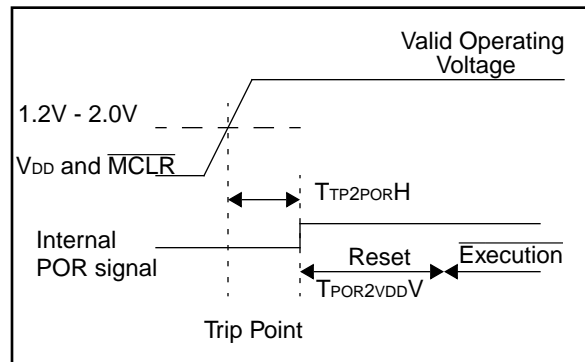 Valid Operating
Voltage
1.2V - 2.0V
VDD and MCLR
TTP2PORH
Internal
POR signal
Reset
Execution
TPOR2VDDV
Trip Point